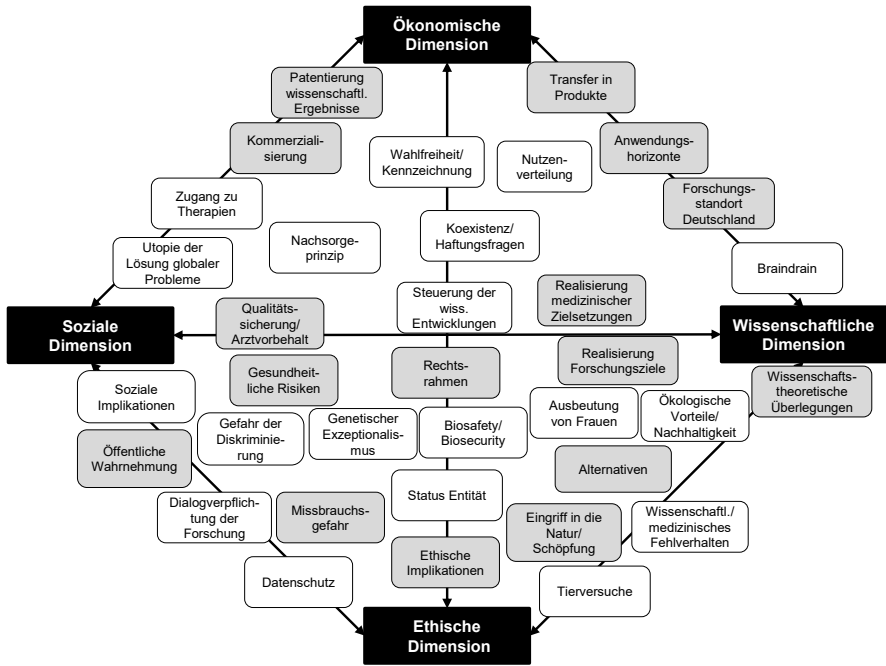 Ökonomische
Dimension
Patentierung
wissenschaftl.
Ergebnisse
Transfer in
Produkte
Kommerziali-
sierung
Wahlfreiheit/
Kennzeichnung
Nutzen-
verteilung
Anwendungs-
horizonte
Zugang zu
Therapien
Forschungs-
standort
Deutschland
Nachsorge-
prinzip
Koexistenz/
Haftungsfragen
Utopie der
Lösung globaler
Probleme
Braindrain
Steuerung der
wiss.
Entwicklungen
Realisierung
medizinischer
Zielsetzungen
Soziale
Dimension
Qualitäts-
sicherung/
Arztvorbehalt
Wissenschaftliche
Dimension
Soziale
Implikationen
Gesundheit-
liche Risiken
Rechts-
rahmen
Realisierung
Forschungsziele
Wissenschafts-
theoretische
Überlegungen
Gefahr der
Diskriminie-
rung
Genetischer
Exzeptionalis-
mus
Biosafety/
Biosecurity
Ausbeutung
von Frauen
Ökologische
Vorteile/
Nachhaltigkeit
Öffentliche
Wahrnehmung
Alternativen
Dialogverpflich-
tung der
Forschung
Missbrauchs-
gefahr
Status Entität
Eingriff in die
Natur/
Schöpfung
Wissenschaftl./
medizinisches
Fehlverhalten
Datenschutz
Ethische
Implikationen
Tierversuche
Ethische
Dimension